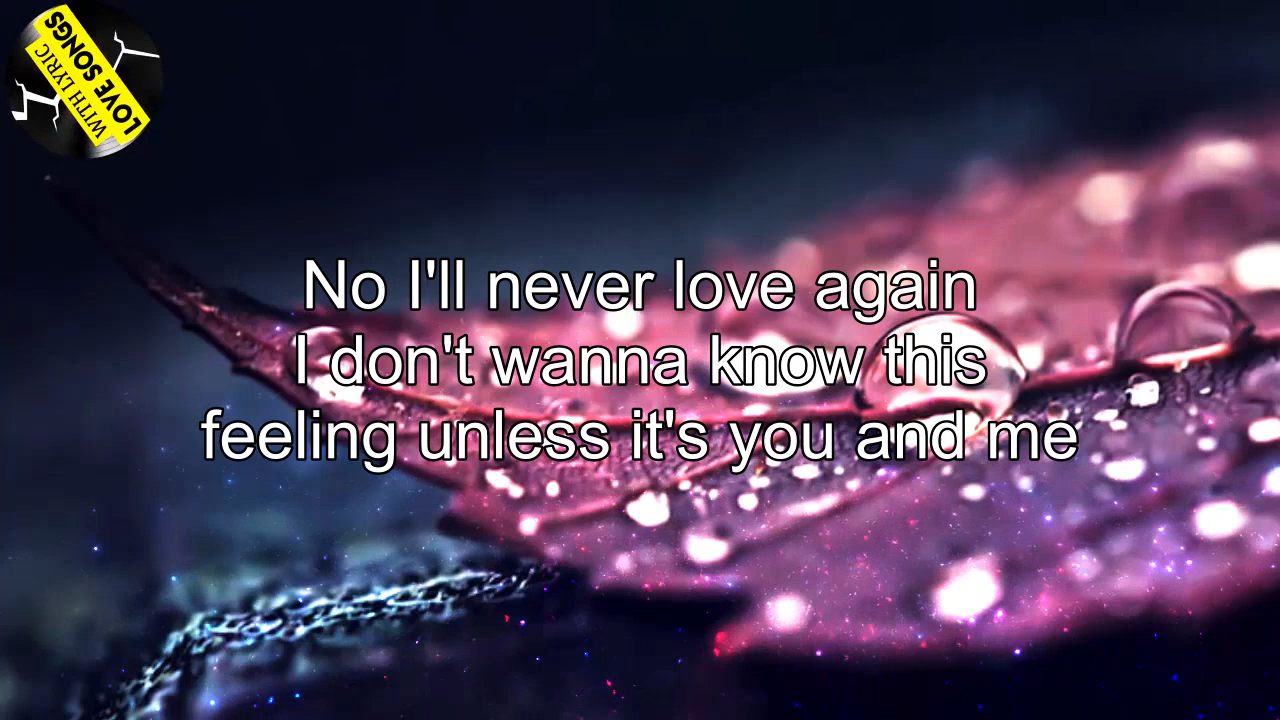 LOVE SONGS
WITH LYRIC
No I'll never love again
I don't wanna know this
feeling unless it's you and me